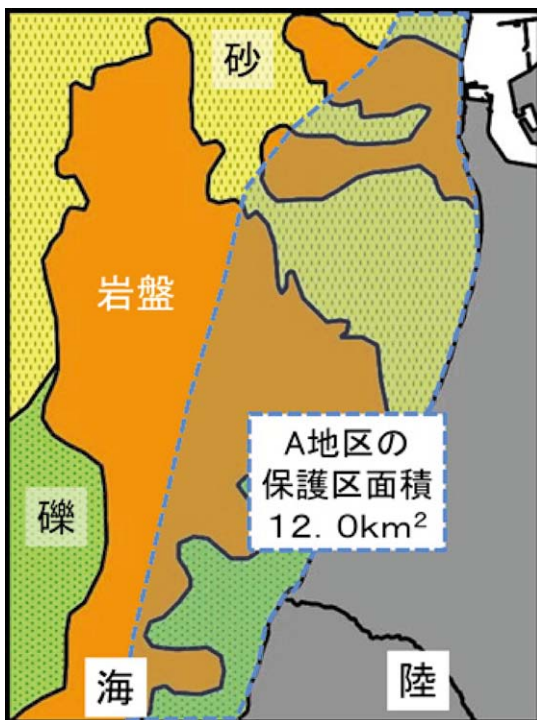 砂
岩盤
A地区の
保護区面積
12. 0km²
礫
海
陸